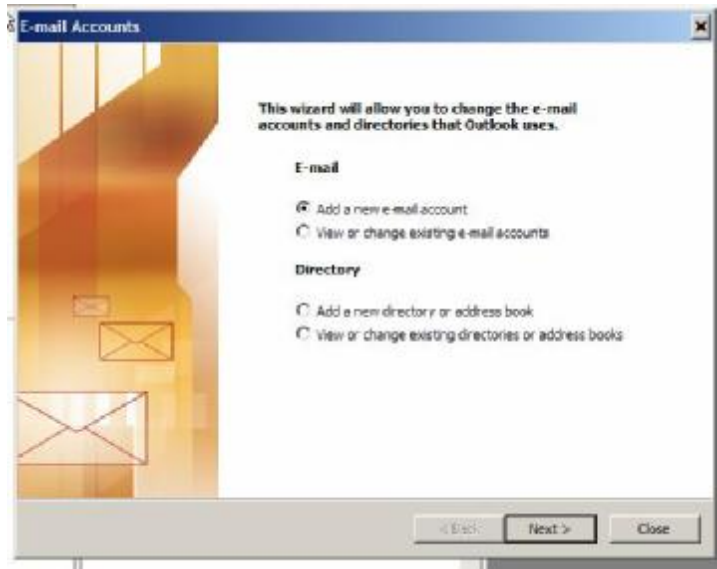 E-mail Accounts
This wizard will allow you to change the e-mail
accounts and directories that Outlook uses.
E-mail
Add a new e-mail account
View or change existing e-mail accounts
Directory
Add a new directory or address book
View or change existing directories or address books
< Back Next > Close